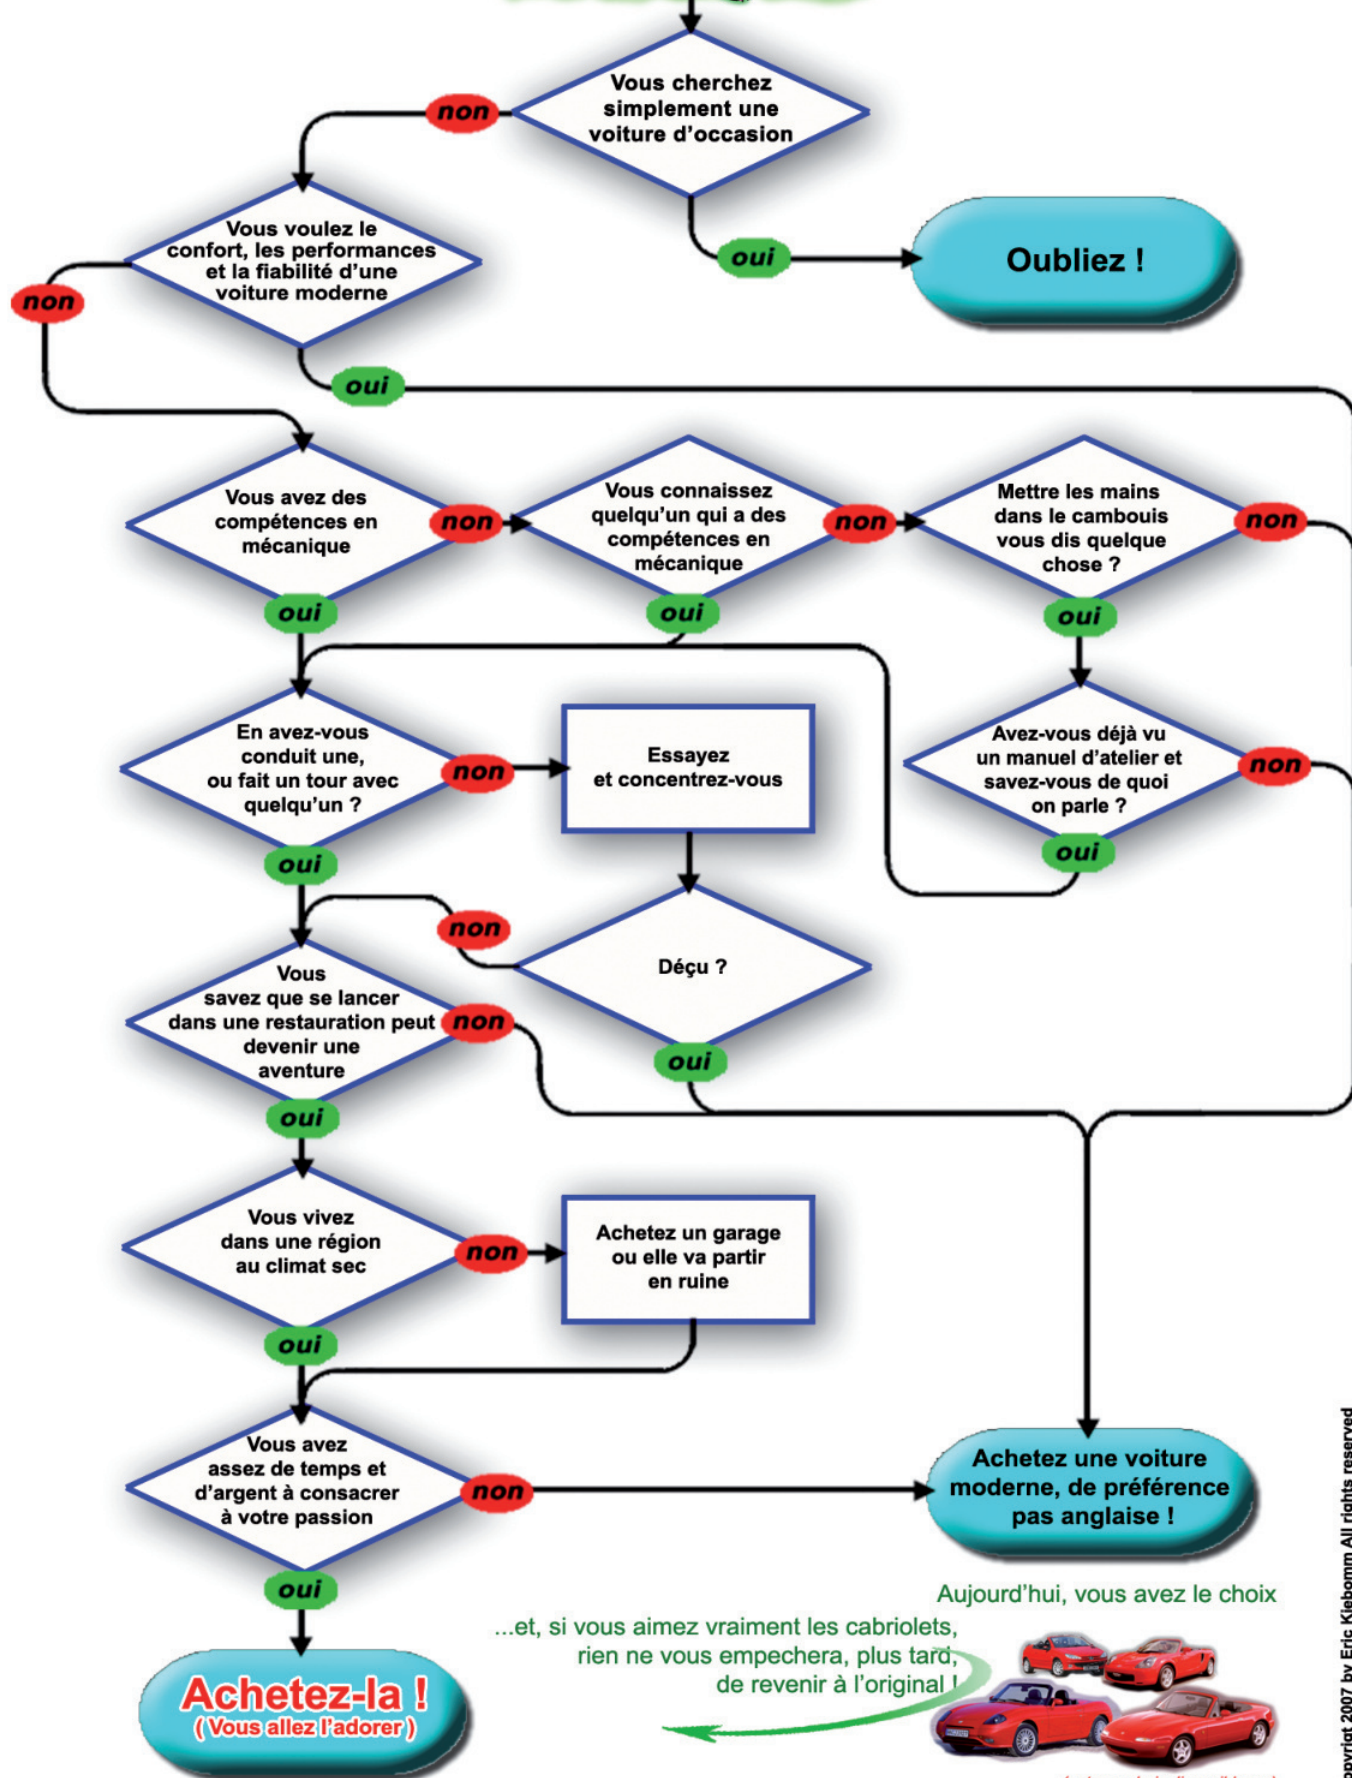 Vous cherchez
simplement une
voiture d'occasion
non
oui
Oubliez !
Vous voulez le
confort, les performances
et la fiabilité d'une
voiture moderne
non
oui
Vous avez des
compétences en
mécanique
non
oui
Vous connaissez
quelqu'un qui a des
compétences en
mécanique
non
oui
Mettre les mains
dans le cambouis
vous dis quelque
chose ?
non
oui
En avez-vous
conduit une,
ou fait un tour avec
quelqu'un ?
non
oui
Essayez
et concentrez-vous
Avez-vous déjà vu
un manuel d'atelier et
savez-vous de quoi
on parle ?
non
oui
Déçu ?
non
oui
Vous
savez que se lancer
dans une restauration peut
devenir une
aventure
non
oui
Vous vivez
dans une région
au climat sec
non
oui
Achetez un garage
ou elle va partir
en ruine
Vous avez
assez de temps et
d'argent à consacrer
à votre passion
non
oui
Achetez une voiture
moderne, de préférence
pas anglaise !
Aujourd'hui, vous avez le choix
...et, si vous aimez vraiment les cabriolets,
rien ne vous empechera, plus tard,
de revenir à l'original !
Achetez-la !
( Vous allez l'adorer )
opyrigt 2007 by Eric Kiebomm All rights reserved